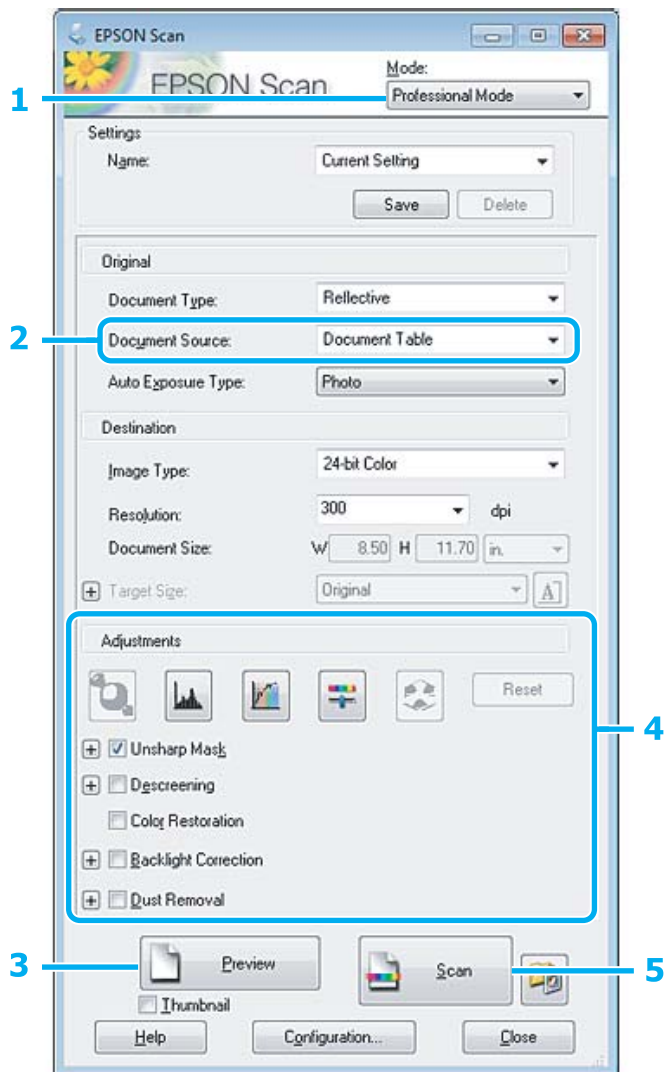 EPSON Scan
EPSON Scan
Mode:
1
Professional Mode
Settings
Name:
Current Setting
Save
Delete
Original
Document Type:
Reflective
2
Document Source:
Document Table
Auto Exposure Type:
Photo
Destination
Image Type:
24-bit Color
Resolution:
300
dpi
Document Size:
W 8.50 H 11.70 in.
Target Size:
Original
A
Adjustments
Reset
4
Unsharp Mask
Descreening
Color Restoration
Backlight Correction
Dust Removal
3
Preview
Scan
5
Thumbnail
Help
Configuration...
Close